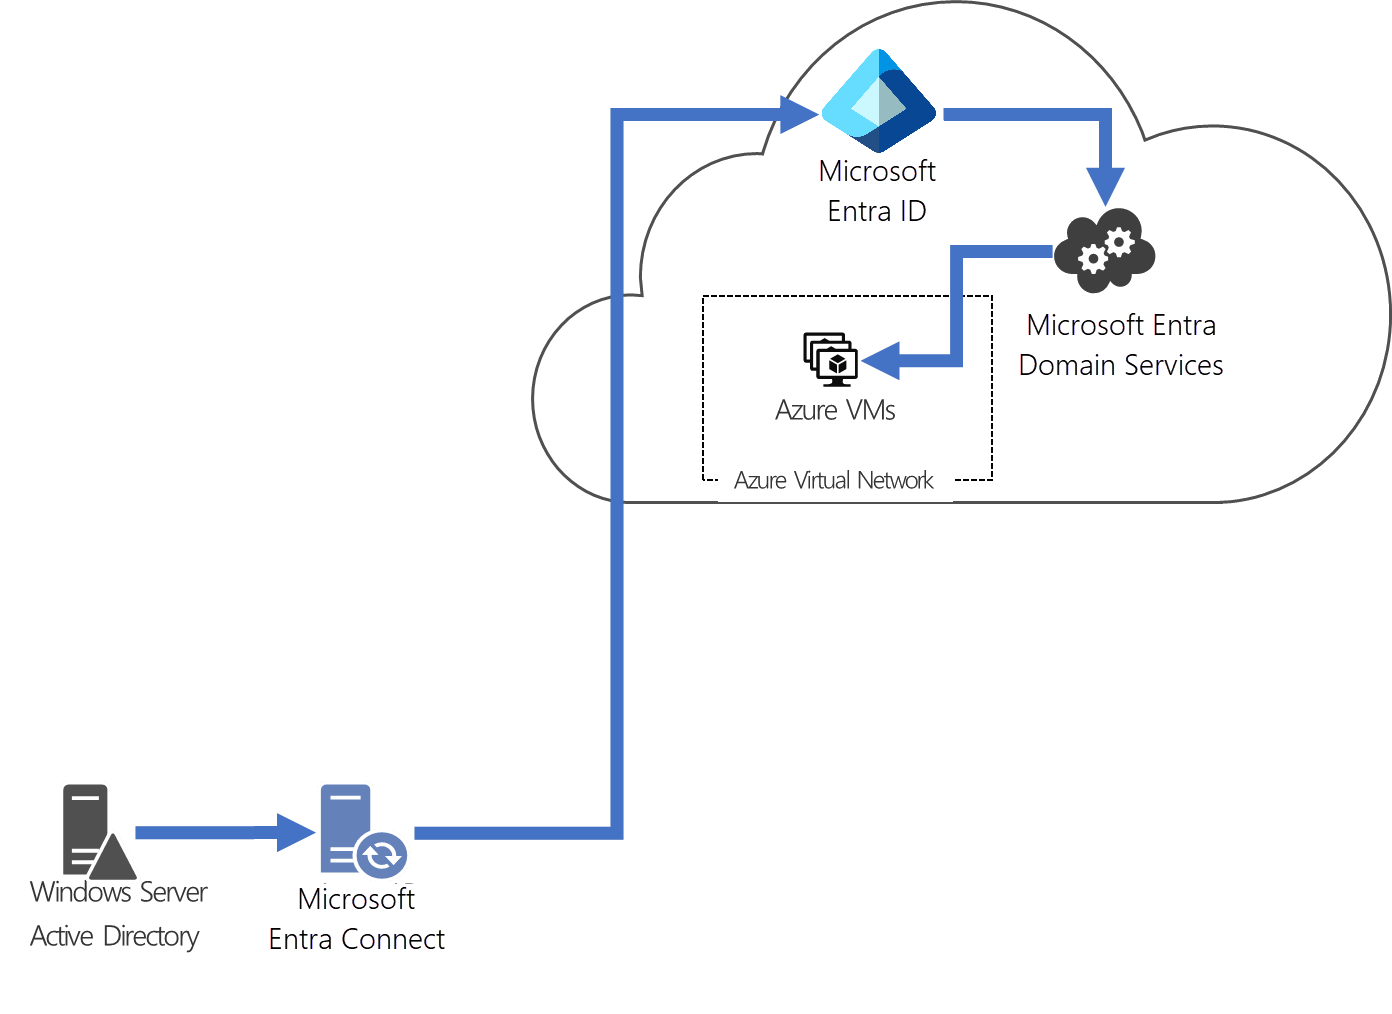 Microsoft
Entra ID
Microsoft Entra
Domain Services
Azure VMs
Azure Virtual Network
Windows Server
Active Directory
Microsoft
Entra Connect